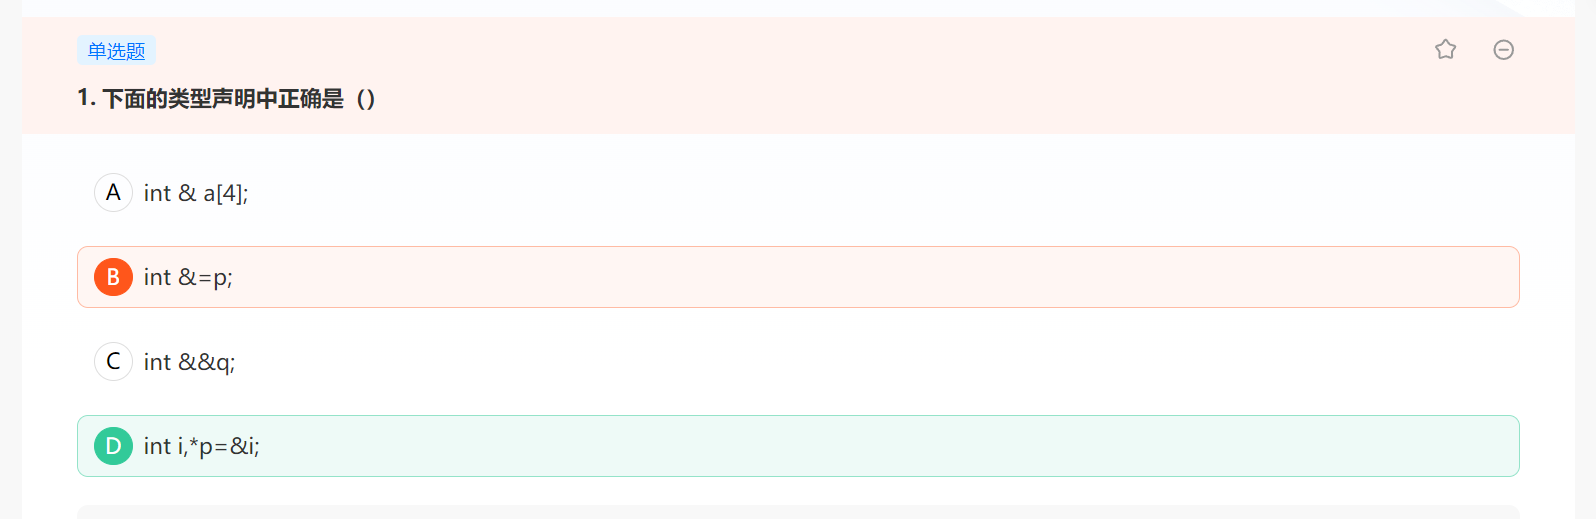 单选题
1. 下面的类型声明中正确是（）
A int & a[4];
B int &=p;
C int &&q;
D int i,*p=&i;